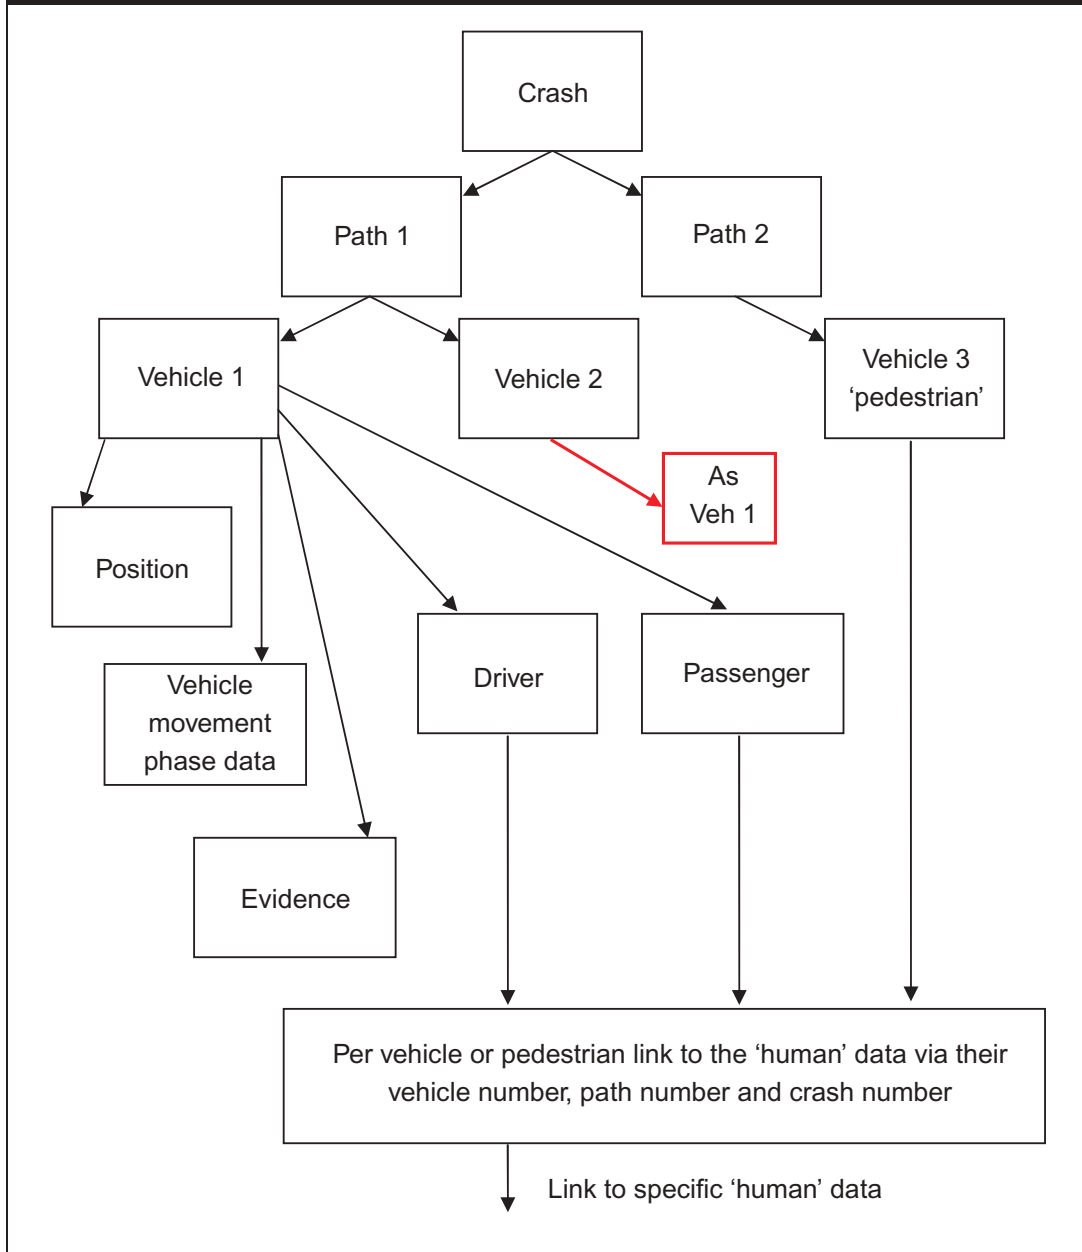 Crash
Path 1
Path 2
Vehicle 1
Vehicle 2
Vehicle 3
‘pedestrian’
As
Veh 1
Position
Driver
Passenger
Vehicle
movement
phase data
Evidence
Per vehicle or pedestrian link to the ‘human’ data via their
vehicle number, path number and crash number
Link to specific ‘human’ data